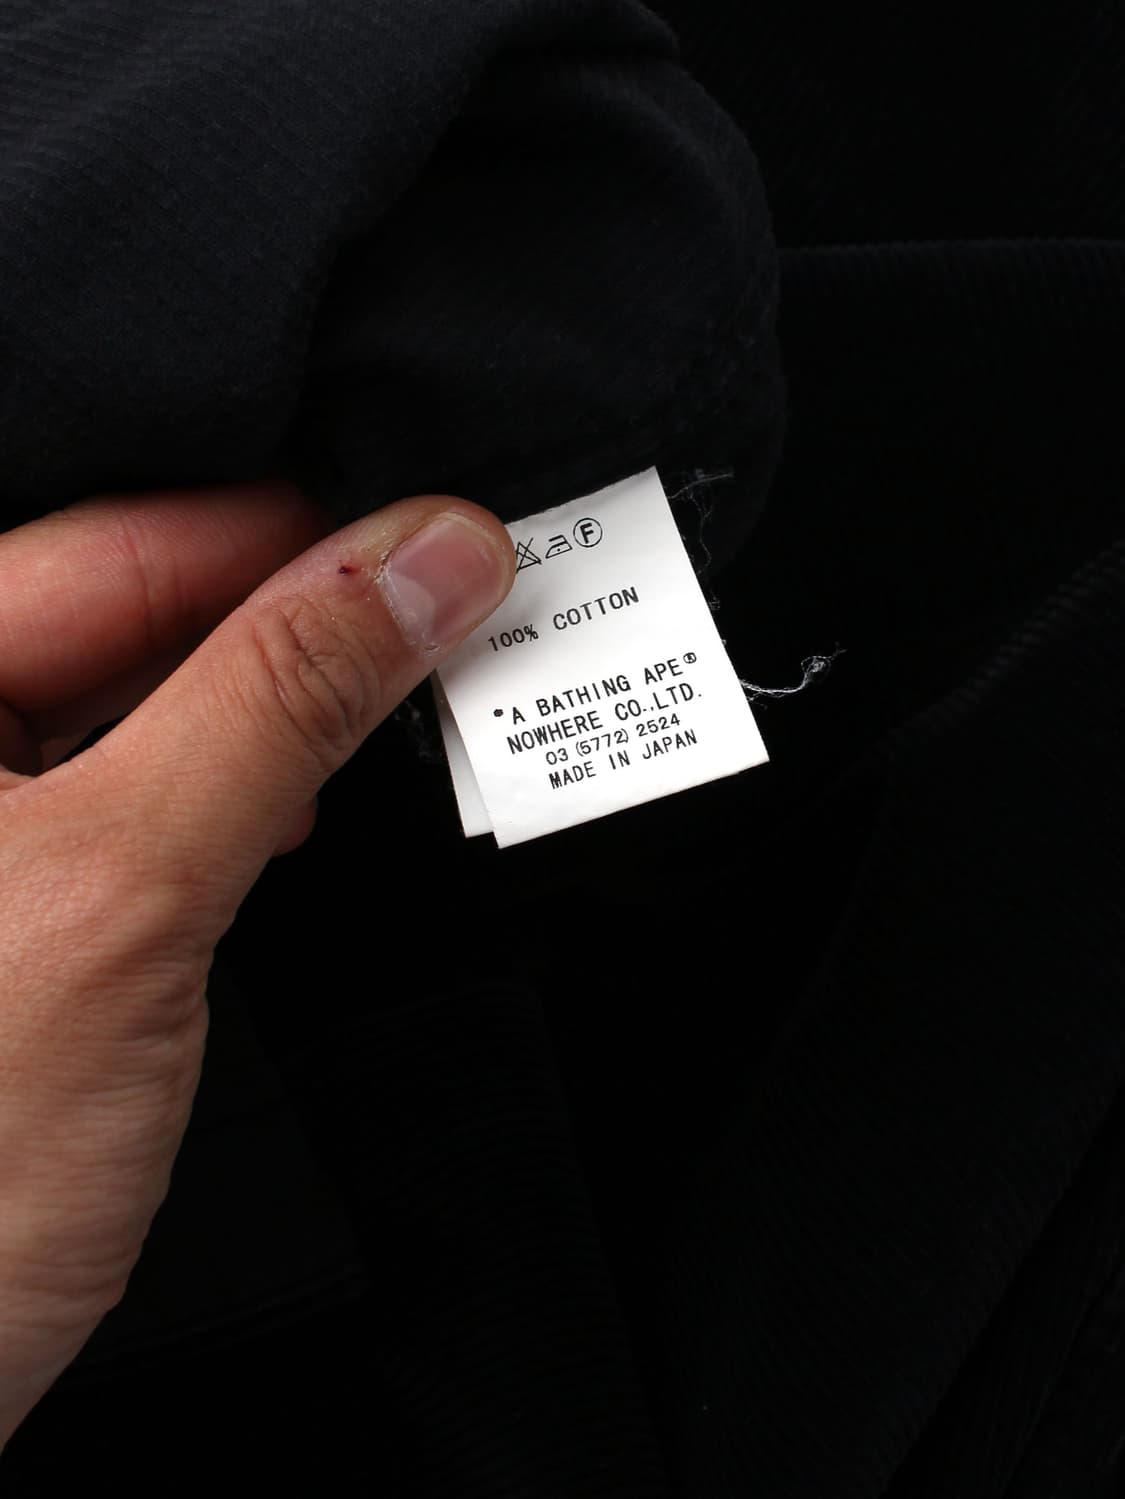 F
100% COTTON
•A BATHING APE®
NOWHERE CO.,LTD.
03 (5772) 2524
MADE IN JAPAN